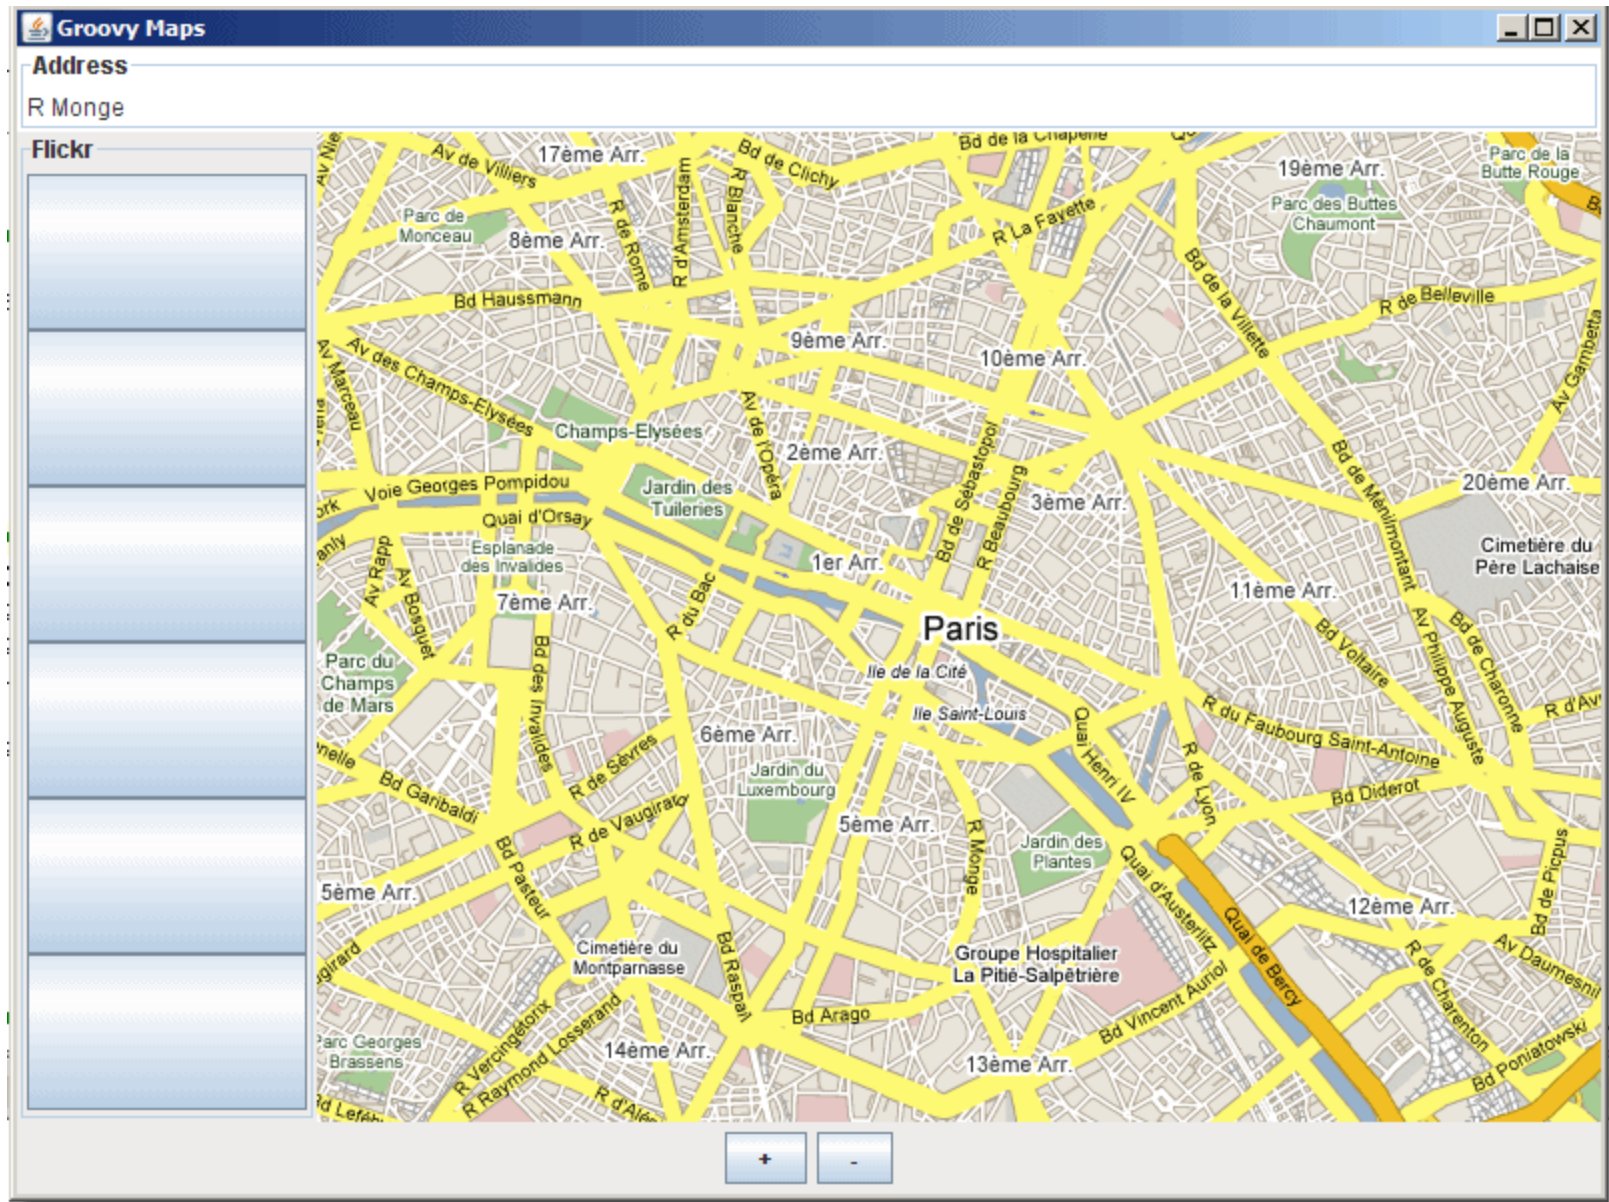 Groovy Maps
Address
R Monge
Flickr
Av de Villiers
17ème Arr.
Bd de Clichy
Bd de la Chapelle
19ème Arr.
Parc de la
Butte Rouge
Parc de
Monceau
8ème Arr.
R de Rome
R d'Amsterdam
R Blanche
R La Fayette
Parc des Buttes
Chaumont
Bd Haussmann
Bd de la Villette
R de Belleville
Av Marceau
Av des Champs-Elysées
9ème Arr.
10ème Arr.
Av Gambetta
Champs-Elysées
Av de l'Opéra
2ème Arr.
Bd de Sébastopol
R Beaubourg
3ème Arr.
Bd de Ménilmontant
20ème Arr.
Voie Georges Pompidou
Jardin des
Tuileries
Quai d'Orsay
Esplanade
des Invalides
1er Arr.
Cimetière du
Père Lachaise
Av Rapp
Av Bosquet
7ème Arr.
R du Bac
11ème Arr.
Paris
Bd Voltaire
Av Philippe Auguste
Bd de Charonne
Parc du
Champs
de Mars
Bd des Invalides
Ile de la Cité
Ile Saint-Louis
Quai Henri IV
R du Faubourg Saint-Antoine
R d'Av
nelle
Bd Garibaldi
R de Sèvres
6ème Arr.
R de Lyon
Bd Diderot
Jardin du
Luxembourg
R de Vaugirard
5ème Arr.
R Monge
Jardin des
Plantes
Bd Pasteur
5ème Arr.
Quai d'Austerlitz
Quai de Bercy
12ème Arr.
Bd de Picpus
ugirard
Cimetière du
Montparnasse
Bd Raspail
Groupe Hospitalier
La Pitié-Salpêtrière
Av Daumesnil
R de Charenton
Bd Vincent Auriol
Bd Arago
R Vercingétorix
R Raymond Losserand
arc Georges
Brassens
14ème Arr.
13ème Arr.
Bd Poniatowski
+
-